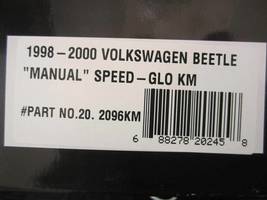 1998-2000 VOLKSWAGEN BEETLE
"MANUAL" SPEED-GLO KM
#PART NO.20. 2096KM
6 88278 20245 8